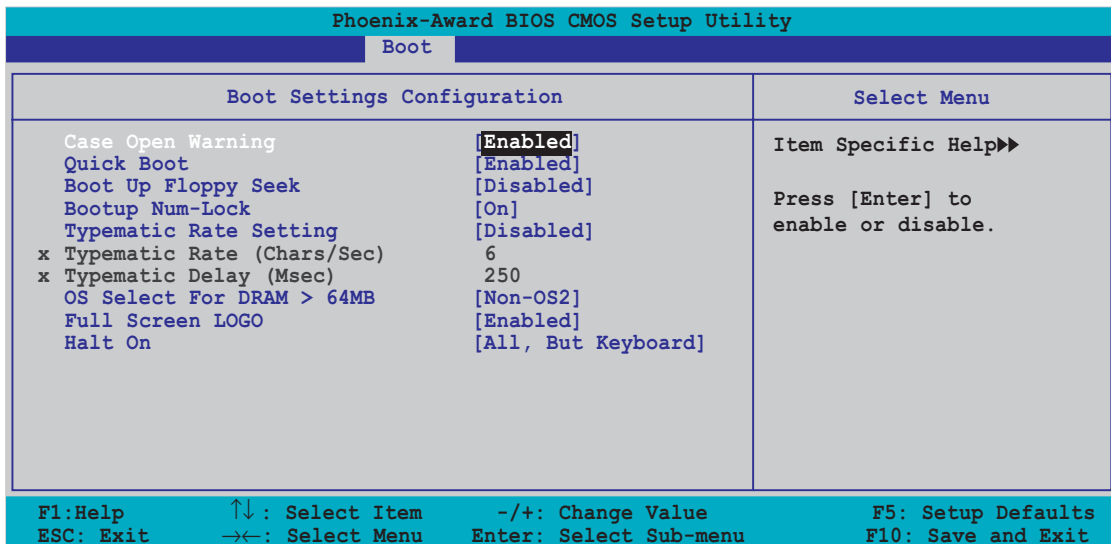 Phoenix-Award BIOS CMOS Setup Utility
Boot
Boot Settings Configuration
Select Menu
Case Open Warning [Enabled]
Quick Boot [Enabled]
Boot Up Floppy Seek [Disabled]
Bootup Num-Lock [On]
Typematic Rate Setting [Disabled]
x Typematic Rate (Chars/Sec) 6
x Typematic Delay (Msec) 250
OS Select For DRAM > 64MB [Non-OS2]
Full Screen LOGO [Enabled]
Halt On [All, But Keyboard]
Item Specific Help▶▶
Press [Enter] to
enable or disable.
F1:Help ↑↓: Select Item -/+: Change Value F5: Setup Defaults
ESC: Exit →←: Select Menu Enter: Select Sub-menu F10: Save and Exit